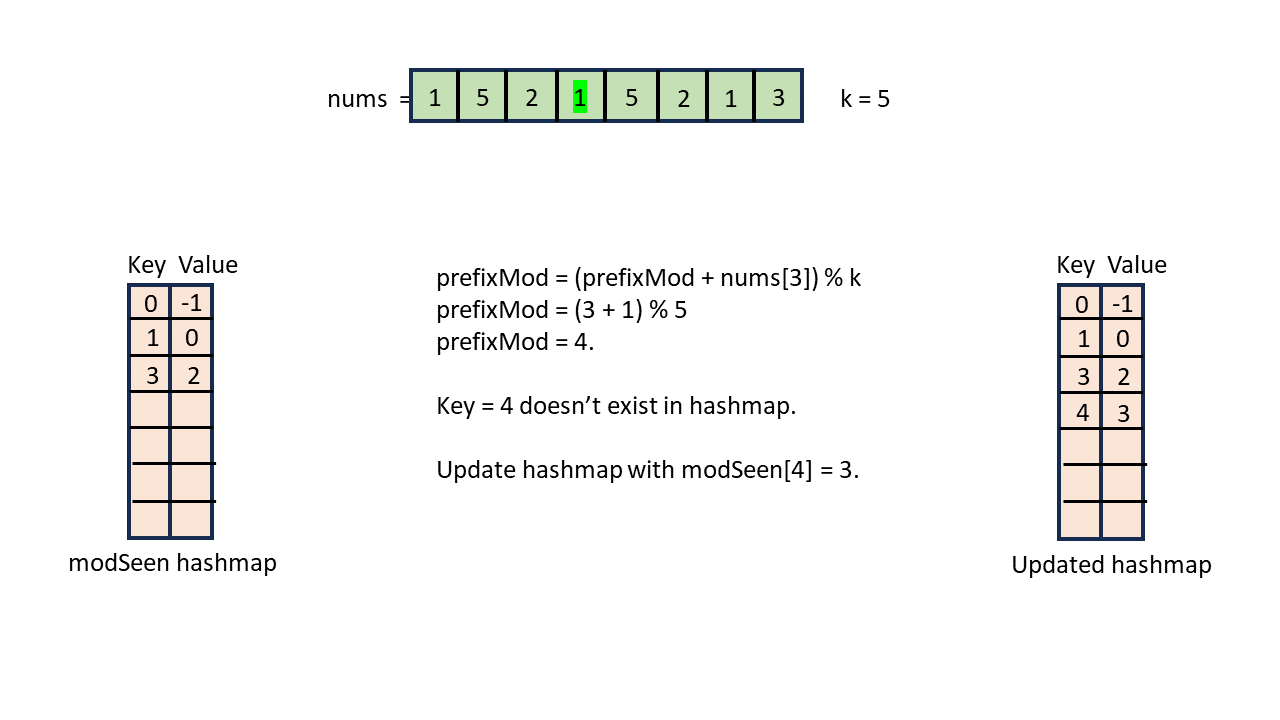 nums = 1 5 2 1 5 2 1 3 k = 5
Key Value
0 -1
1 0
3 2
modSeen hashmap
prefixMod = (prefixMod + nums[3]) % k
prefixMod = (3 + 1) % 5
prefixMod = 4.
Key = 4 doesn’t exist in hashmap.
Update hashmap with modSeen[4] = 3.
Key Value
0 -1
1 0
3 2
4 3
Updated hashmap